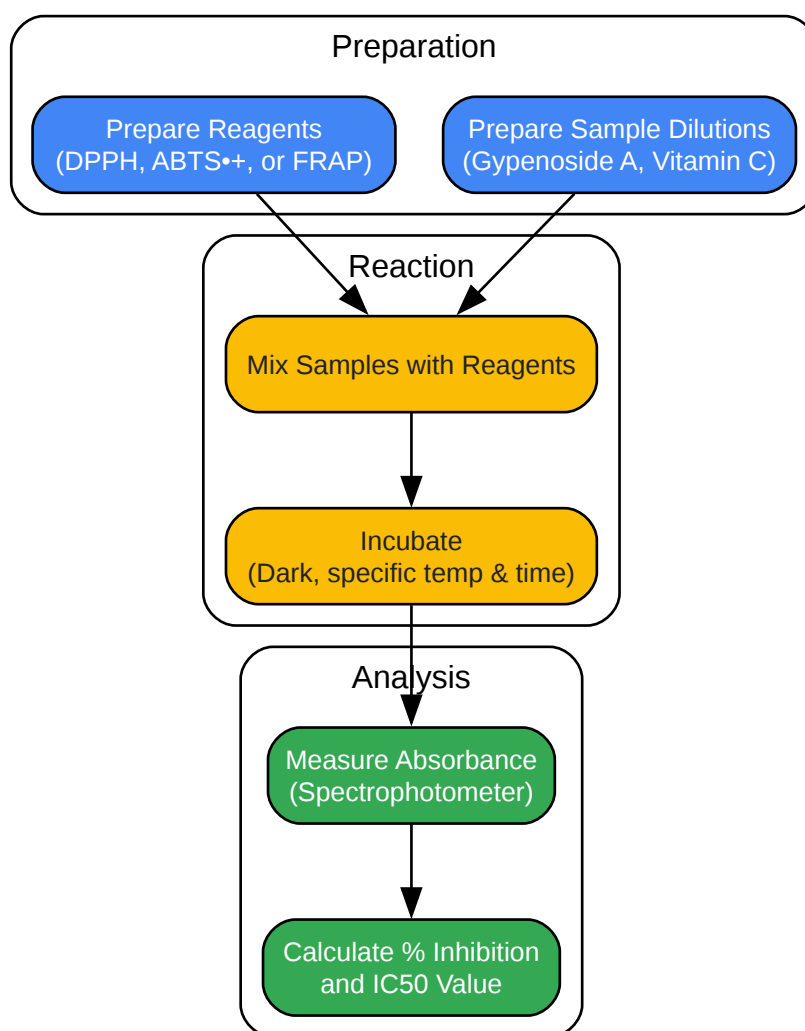 Preparation
Prepare Reagents
(DPPH, ABTS•+, or FRAP)
Prepare Sample Dilutions
(Gypenoside A, Vitamin C)
Reaction
Mix Samples with Reagents
Incubate
(Dark, specific temp & time)
Analysis
Measure Absorbance
(Spectrophotometer)
Calculate % Inhibition
and IC50 Value